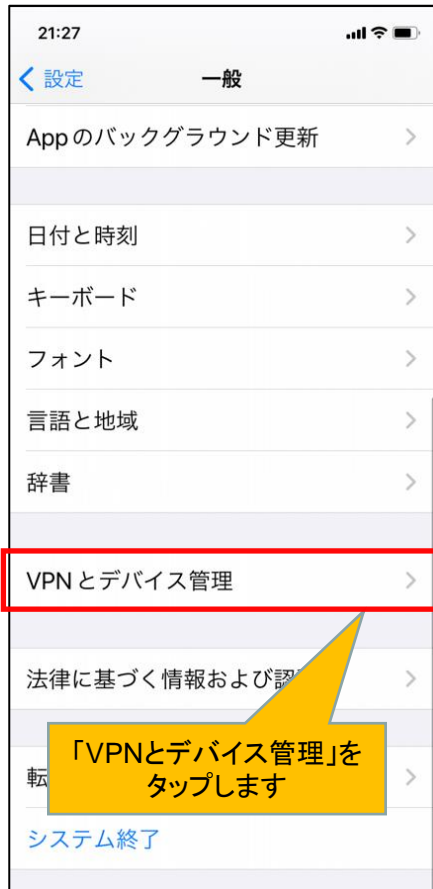 21:27
設定
一般
Appのバックグラウンド更新
日付と時刻
キーボード
フォント
言語と地域
辞書
VPNとデバイス管理
法律に基づく情報および認
「VPNとデバイス管理」を
タップします
転
システム終了